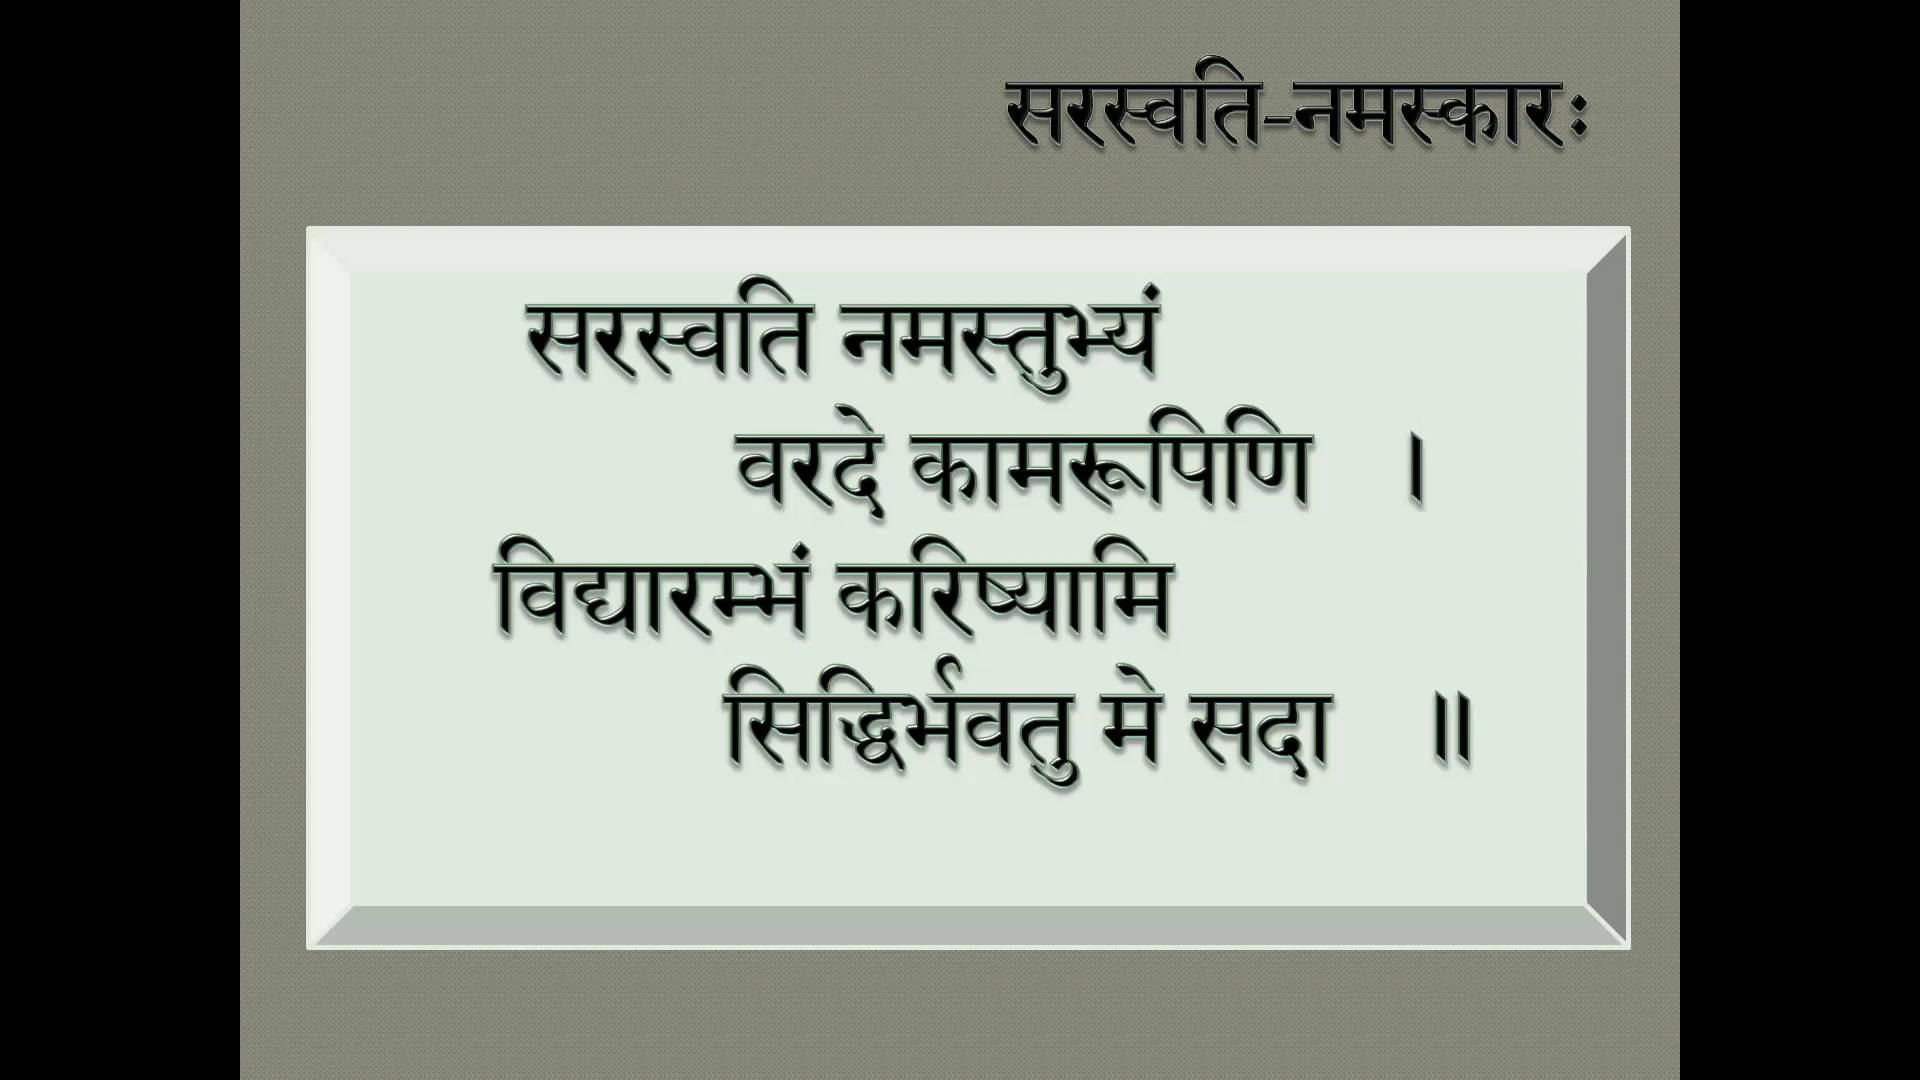 सरस्वति-नमस्कारः
सरस्वति नमस्तुभ्यं
वरदे कामरूपिणि ।
विद्यारम्भं करिष्यामि
सिद्धिर्भवतु मे सदा ॥